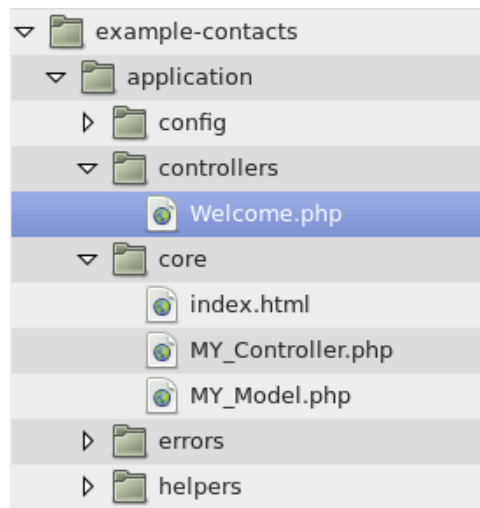 example-contacts
application
config
controllers
Welcome.php
core
index.html
MY_Controller.php
MY_Model.php
errors
helpers